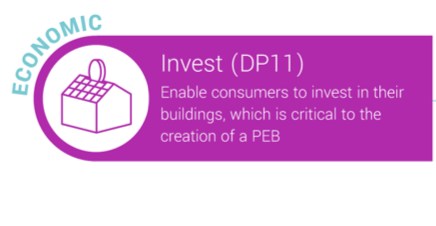 ECONOMIC
Invest (DP11)
Enable consumers to invest in their
buildings, which is critical to the
creation of a PEB